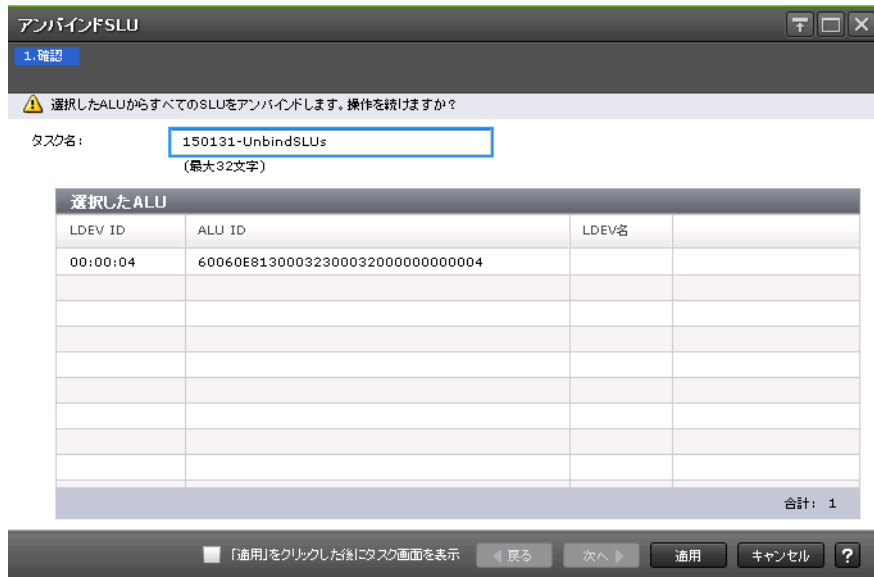 アンバインドSLU
1.確認
選択したALUからすべてのSLUをアンバインドします。操作を続けますか？
タスク名： 150131-UnbindSLUs
(最大32文字)
選択したALU
LDEV ID ALU ID LDEV名
00:00:04 60060E81300032300032000000000004
合計： 1
「適用」をクリックした後にタスク画面を表示 戻る 次へ 適用 キャンセル ?